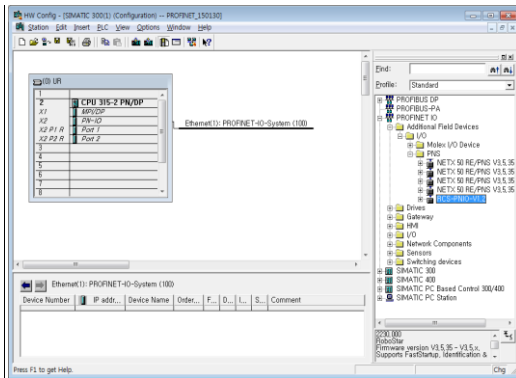 HW Config - [SIMATIC 300(1) (Configuration) -- PROFINET_150130]
Station Edit Insert PLC View Options Window Help
(0) UR
1
2 CPU 315-2 PN/DP
X1 MPI/DP
X2 PN-IO
X2 P1 R Port 1
X2 P2 R Port 2
3
4
5
6
7
8
Ethernet(1): PROFINET-IO-System (100)
Find:
Profile: Standard
PROFIBUS DP
PROFIBUS-PA
PROFINET IO
Additional Field Devices
I/O
Molex I/O Device
PNS
NETX 50 RE/PNS V3.5.35
NETX 50 RE/PNS V3.5.35
NETX 50 RE/PNS V3.5.35
RCS-PNIO-V1.2
Drives
Gateway
HMI
I/O
Network Components
Sensors
Switching devices
SIMATIC 300
SIMATIC 400
SIMATIC PC Based Control 300/400
SIMATIC PC Station
Ethernet(1): PROFINET-IO-System (100)
Device Number IP addr... Device Name Order... F... D... I... S... Comment
2230.000
RoboStar
Firmware version V3.5.35 - V3.5.x,
Supports FastStartup, Identification &
Press F1 to get Help.
Chg